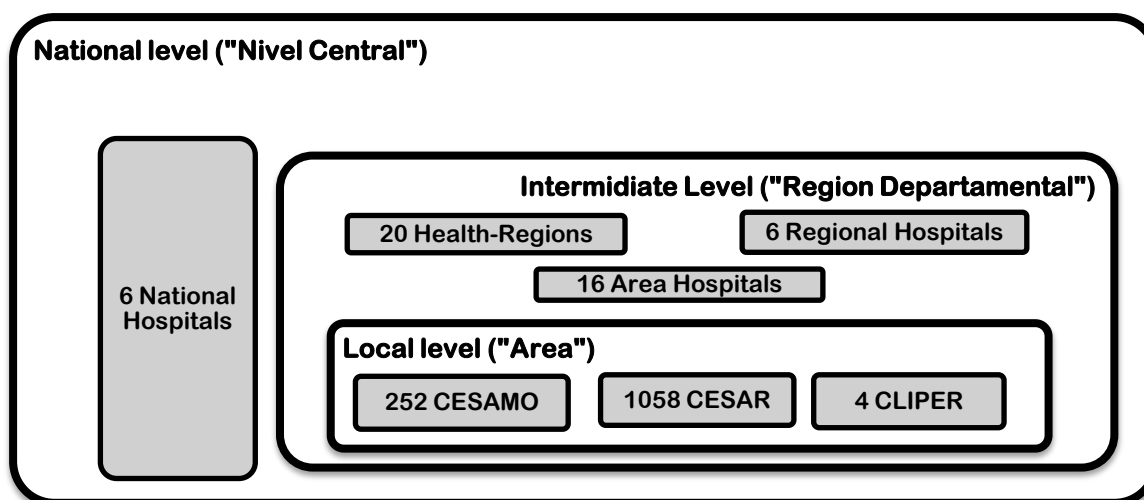 National level ("Nivel Central")
6 National
Hospitals
Intermidiate Level ("Region Departamental")
20 Health-Regions
6 Regional Hospitals
16 Area Hospitals
Local level ("Area")
252 CESAMO
1058 CESAR
4 CLIPER